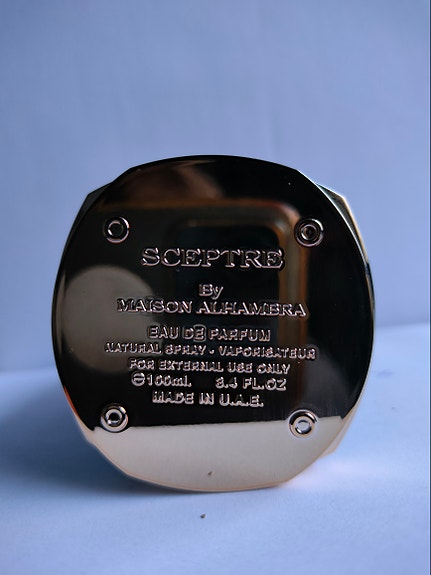 SCEPTRE
By
MAISON ALHAMBRA
EAU DE PARFUM
NATURAL SPRAY - VAPORISATEUR
FOR EXTERNAL USE ONLY
℮100ml. 3.4 FL.OZ
MADE IN U.A.E.